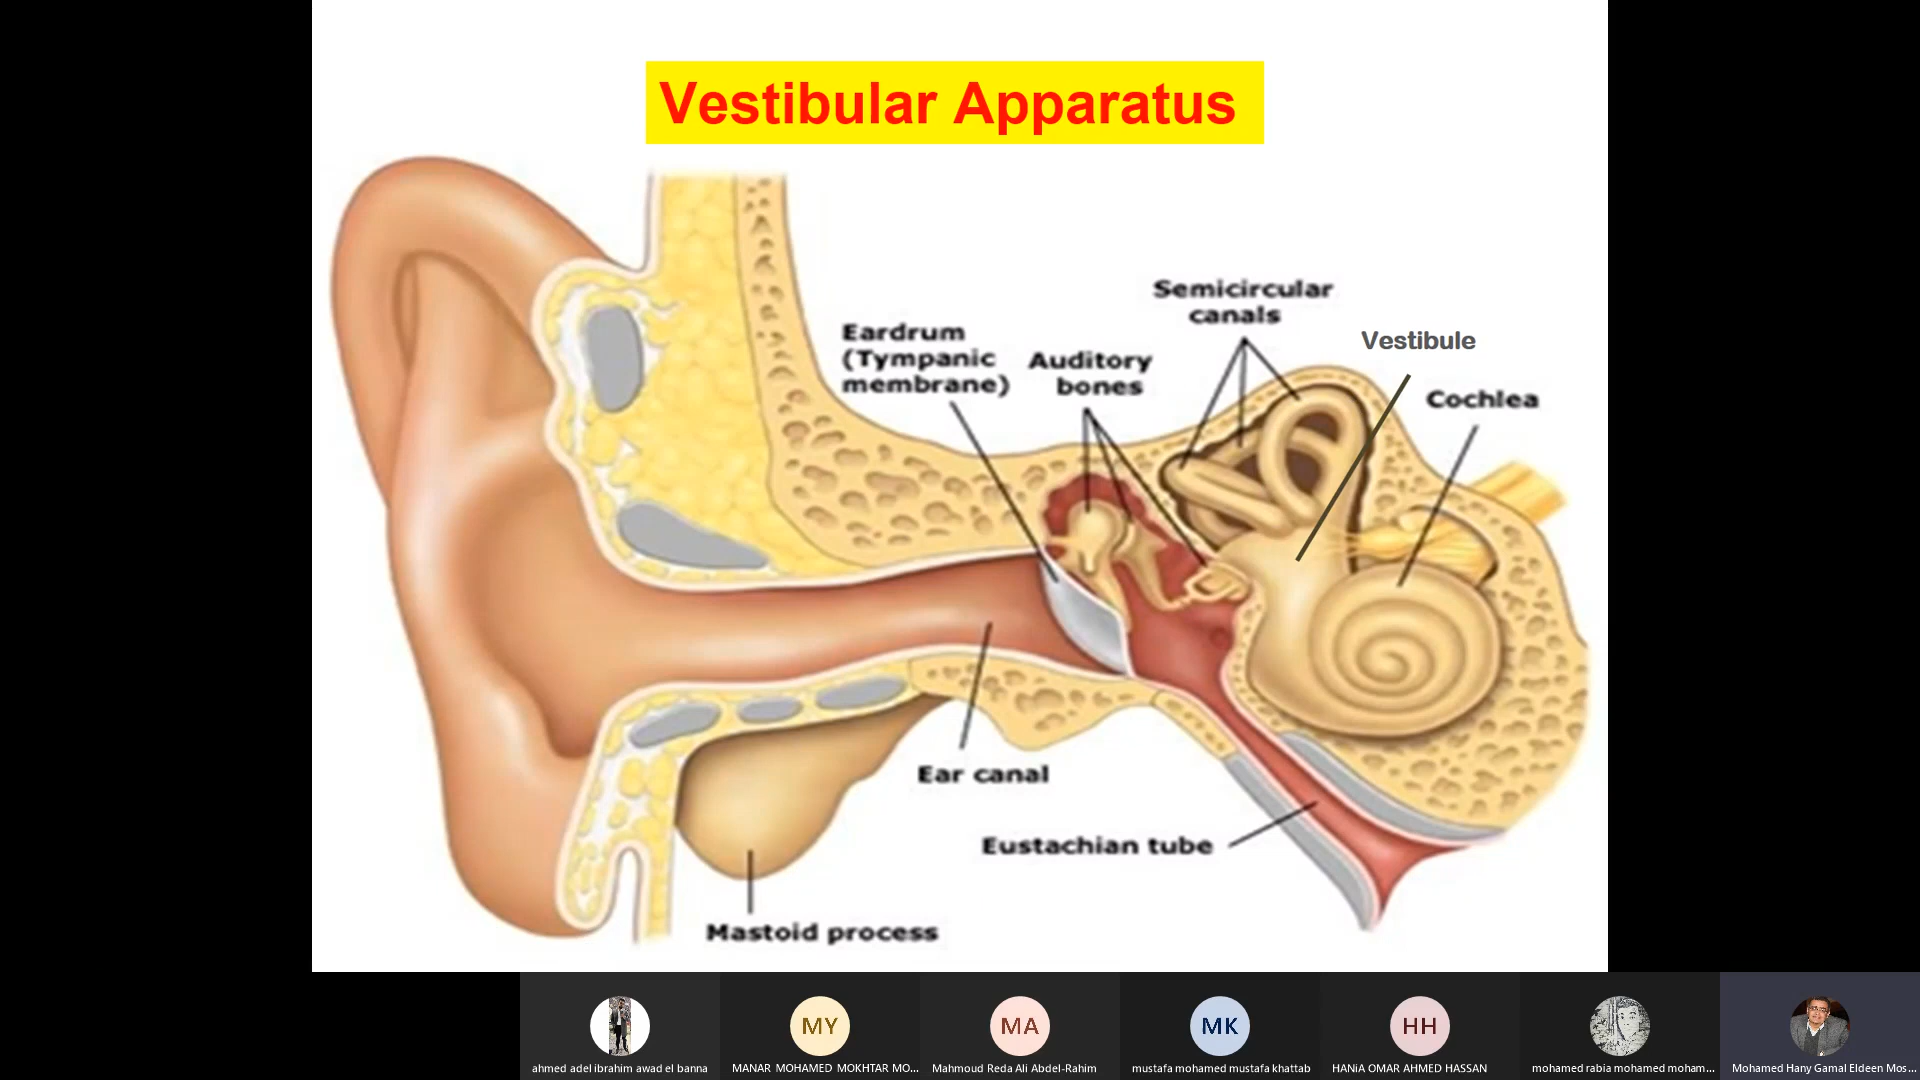 Vestibular Apparatus
Semicircular
canals
Vestibule
Eardrum
(Tympanic
membrane)
Auditory
bones
Cochlea
Ear canal
Eustachian tube
Mastoid process
MY
MA
MK
HH
ahmed adel ibrahim awad el banna
MANAR MOHAMED MOKHTAR MO...
Mahmoud Reda Ali Abdel-Rahim
mustafa mohamed mustafa khattab
HANiA OMAR AHMED HASSAN
mohamed rabia mohamed moham...
Mohamed Hany Gamal Eldeen Mos...